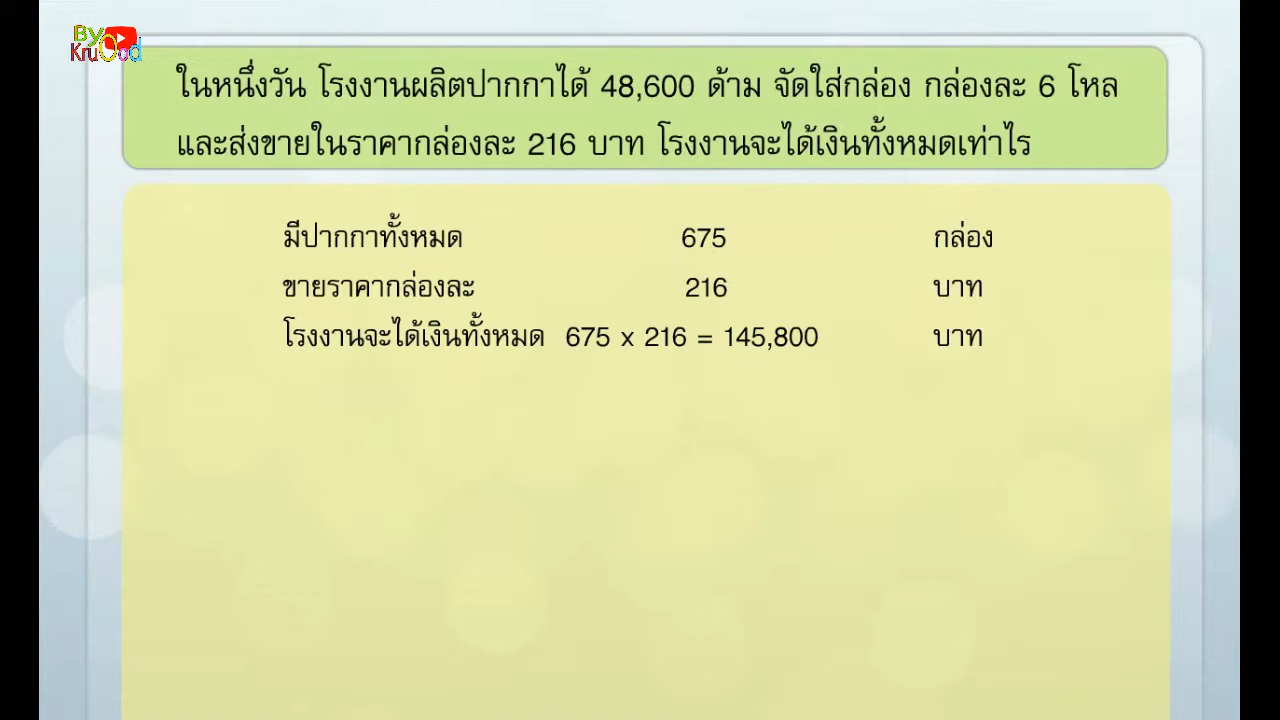 By
KruOod
ในหนึ่งวัน โรงงานผลิตปากกาได้ 48,600 ด้าม จัดใส่กล่อง กล่องละ 6 โหล
และส่งขายในราคากล่องละ 216 บาท โรงงานจะได้เงินทั้งหมดเท่าไร
มีปากกาทั้งหมด 675 กล่อง
ขายราคากล่องละ 216 บาท
โรงงานจะได้เงินทั้งหมด 675 x 216 = 145,800 บาท